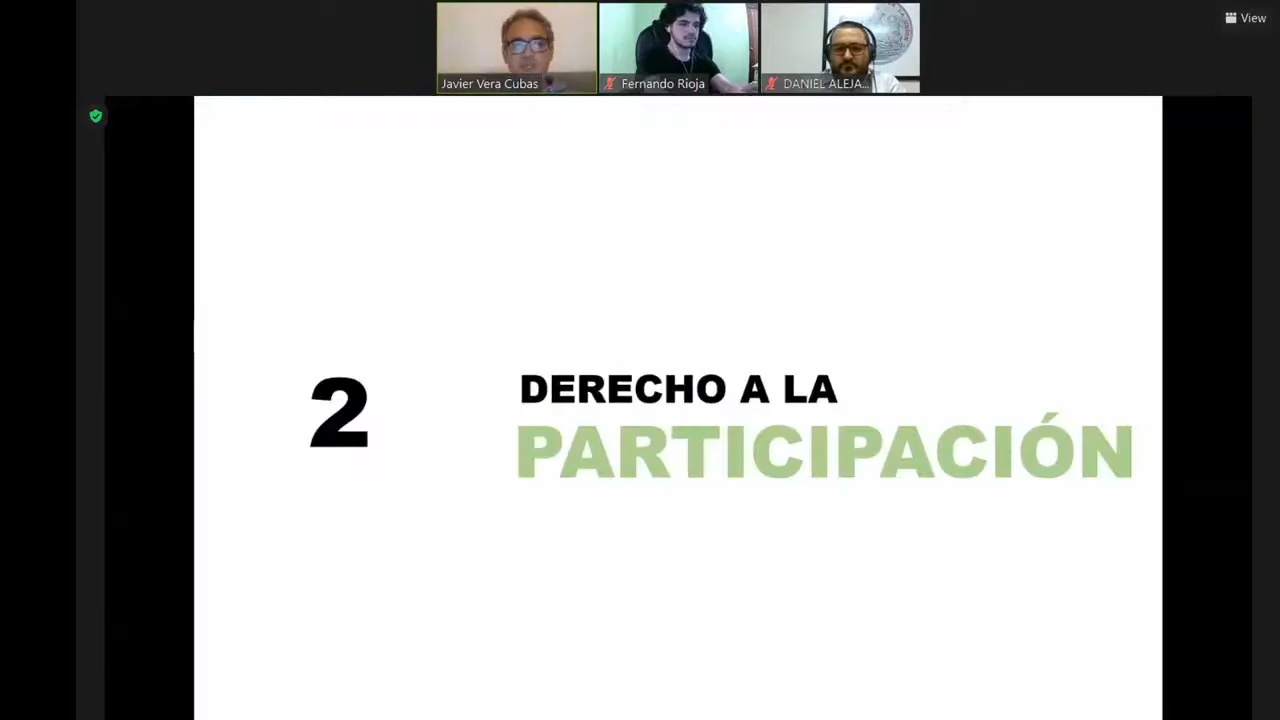 View
Javier Vera Cubas
Fernando Rioja
DANIEL ALEJA...
2
DERECHO A LA
PARTICIPACIÓN